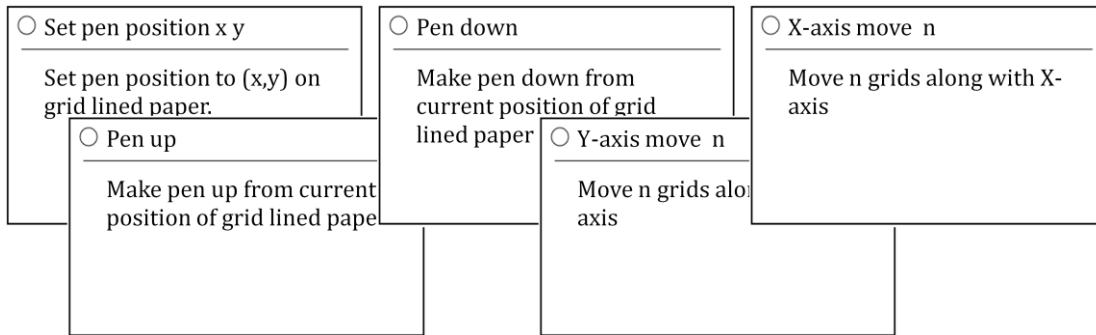 Set pen position x y
Set pen position to (x,y) on
grid lined paper.
Pen up
Make pen up from current
position of grid lined pape
Pen down
Make pen down from
current position of grid
lined paper
Y-axis move n
Move n grids alo
axis
X-axis move n
Move n grids along with X-
axis